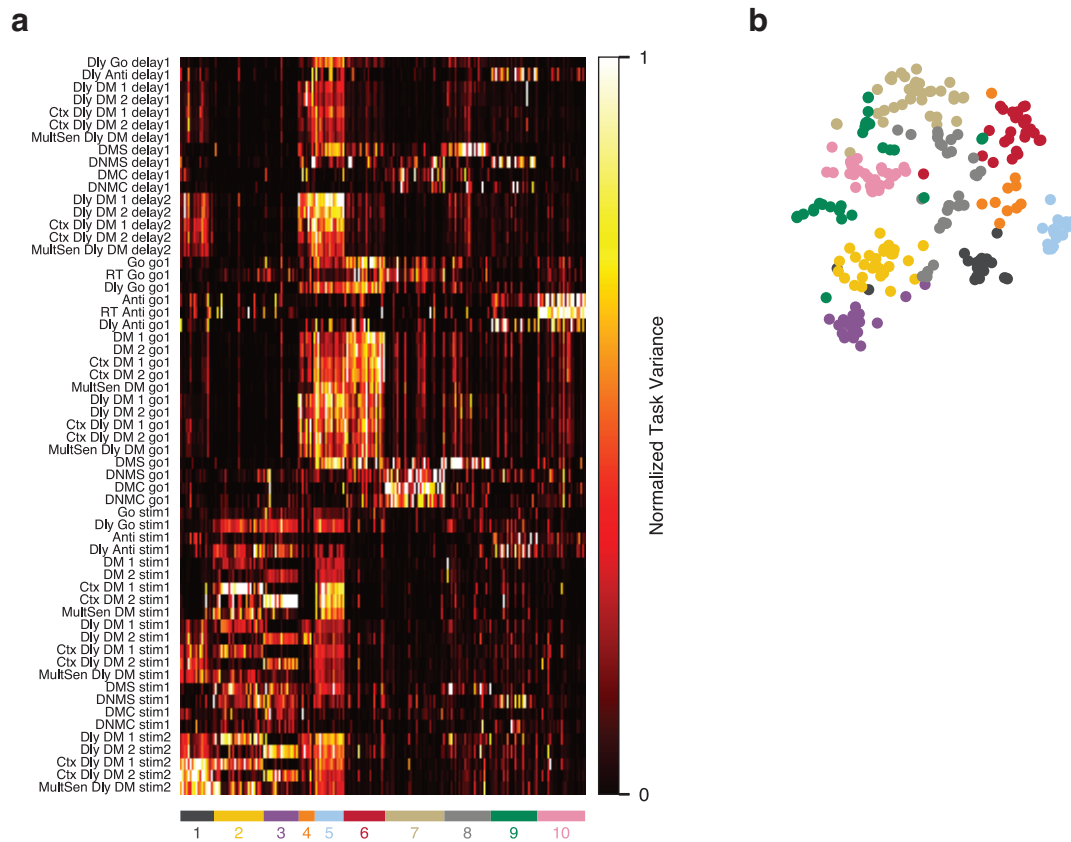 a
b
Dly Go delay1
Dly Anti delay1
Dly DM 1 delay1
Dly DM 2 delay1
Ctx Dly DM 1 delay1
Ctx Dly DM 2 delay1
MultSen Dly DM delay1
DMS delay1
DNMS delay1
DMC delay1
DNMC delay1
Dly DM 1 delay2
Dly DM 2 delay2
Ctx Dly DM 1 delay2
Ctx Dly DM 2 delay2
MultSen Dly DM delay2
Go go1
RT Go go1
Dly Go go1
Anti go1
RT Anti go1
Dly Anti go1
DM 1 go1
DM 2 go1
Ctx DM 1 go1
Ctx DM 2 go1
MultSen DM go1
Dly DM 1 go1
Dly DM 2 go1
Ctx Dly DM 1 go1
Ctx Dly DM 2 go1
MultSen Dly DM go1
DMS go1
DNMS go1
DMC go1
DNMC go1
Go stim1
Dly Go stim1
Anti stim1
Dly Anti stim1
DM 1 stim1
DM 2 stim1
Ctx DM 1 stim1
Ctx DM 2 stim1
MultSen DM stim1
Dly DM 1 stim1
Dly DM 2 stim1
Ctx Dly DM 1 stim1
Ctx Dly DM 2 stim1
MultSen Dly DM stim1
DMS stim1
DNMS stim1
DMC stim1
DNMC stim1
Dly DM 1 stim2
Dly DM 2 stim2
Ctx Dly DM 1 stim2
Ctx Dly DM 2 stim2
MultSen Dly DM stim2
1 2 3 4 5 6 7 8 9 10
1
Normalized Task Variance
0